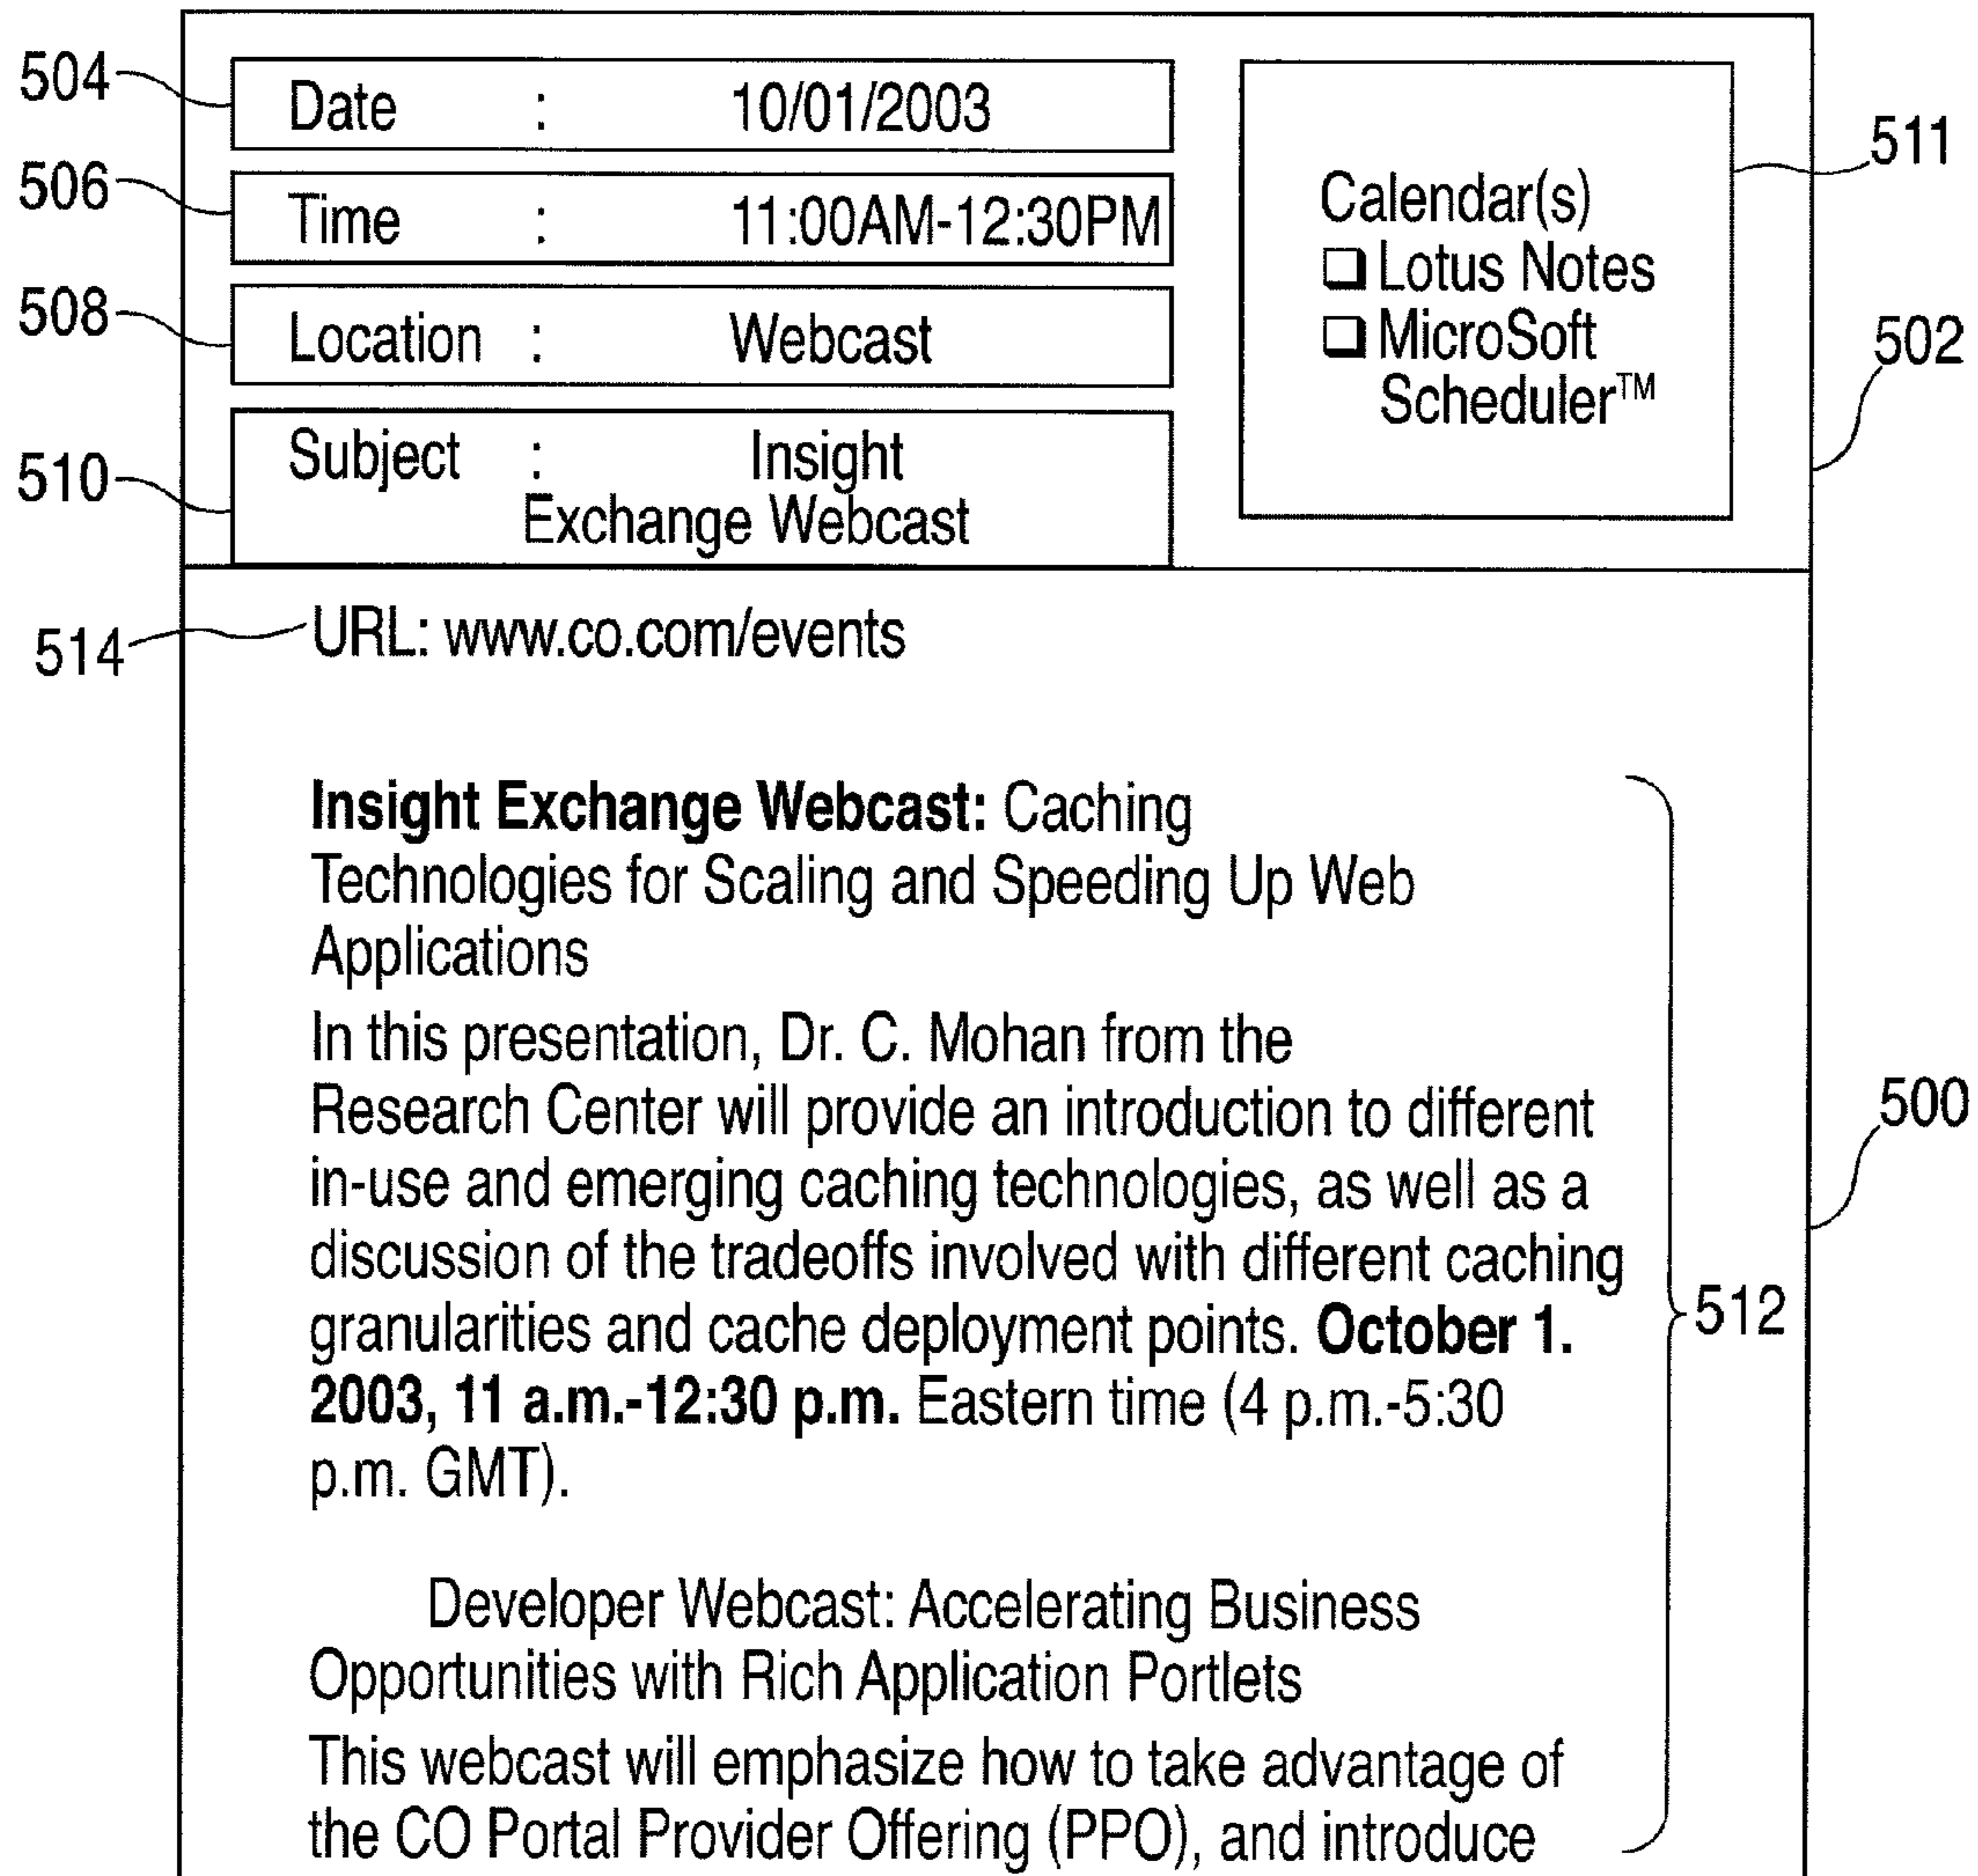 504
Date : 10/01/2003
506
Time : 11:00AM-12:30PM
508
Location : Webcast
510
Subject : Insight
Exchange Webcast
Calendar(s)
Lotus Notes
MicroSoft
Scheduler™
511
502
514
URL: www.co.com/events
Insight Exchange Webcast: Caching
Technologies for Scaling and Speeding Up Web
Applications
In this presentation, Dr. C. Mohan from the
Research Center will provide an introduction to different
in-use and emerging caching technologies, as well as a
discussion of the tradeoffs involved with different caching
granularities and cache deployment points. October 1.
2003, 11 a.m.-12:30 p.m. Eastern time (4 p.m.-5:30
p.m. GMT).
500
512
Developer Webcast: Accelerating Business
Opportunities with Rich Application Portlets
This webcast will emphasize how to take advantage of
the CO Portal Provider Offering (PPO), and introduce